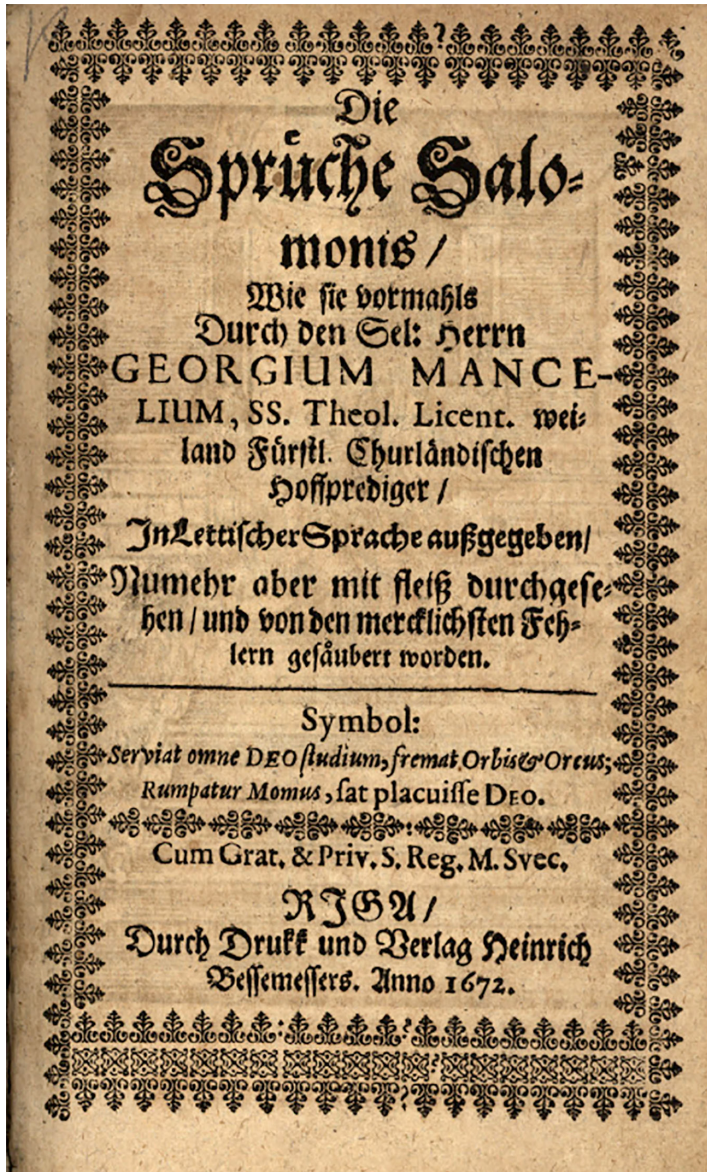 Die
Sprüche Salo-
monis /
Wie sie vormahls
Durch den Sel: Herrn
GEORGIUM MANCE-
LIUM, SS. Theol. Licent. wei-
land Fürstl. Churländischen
Hoffprediger /
In Lettischer Sprache außgegeben /
Numehr aber mit fleiß durchgese-
hen / und von den mercklichsten Feh-
lern gesäubert worden.
Symbol:
Serviat omne DEO studium, fremat Orbis & Orcus;
Rumpatur Momus, sat placuisse DEO.
Cum Grat. & Priv. S. Reg. M. Svec.
RIGA /
Durch Drukk und Verlag Heinrich
Bessemessers. Anno 1672.